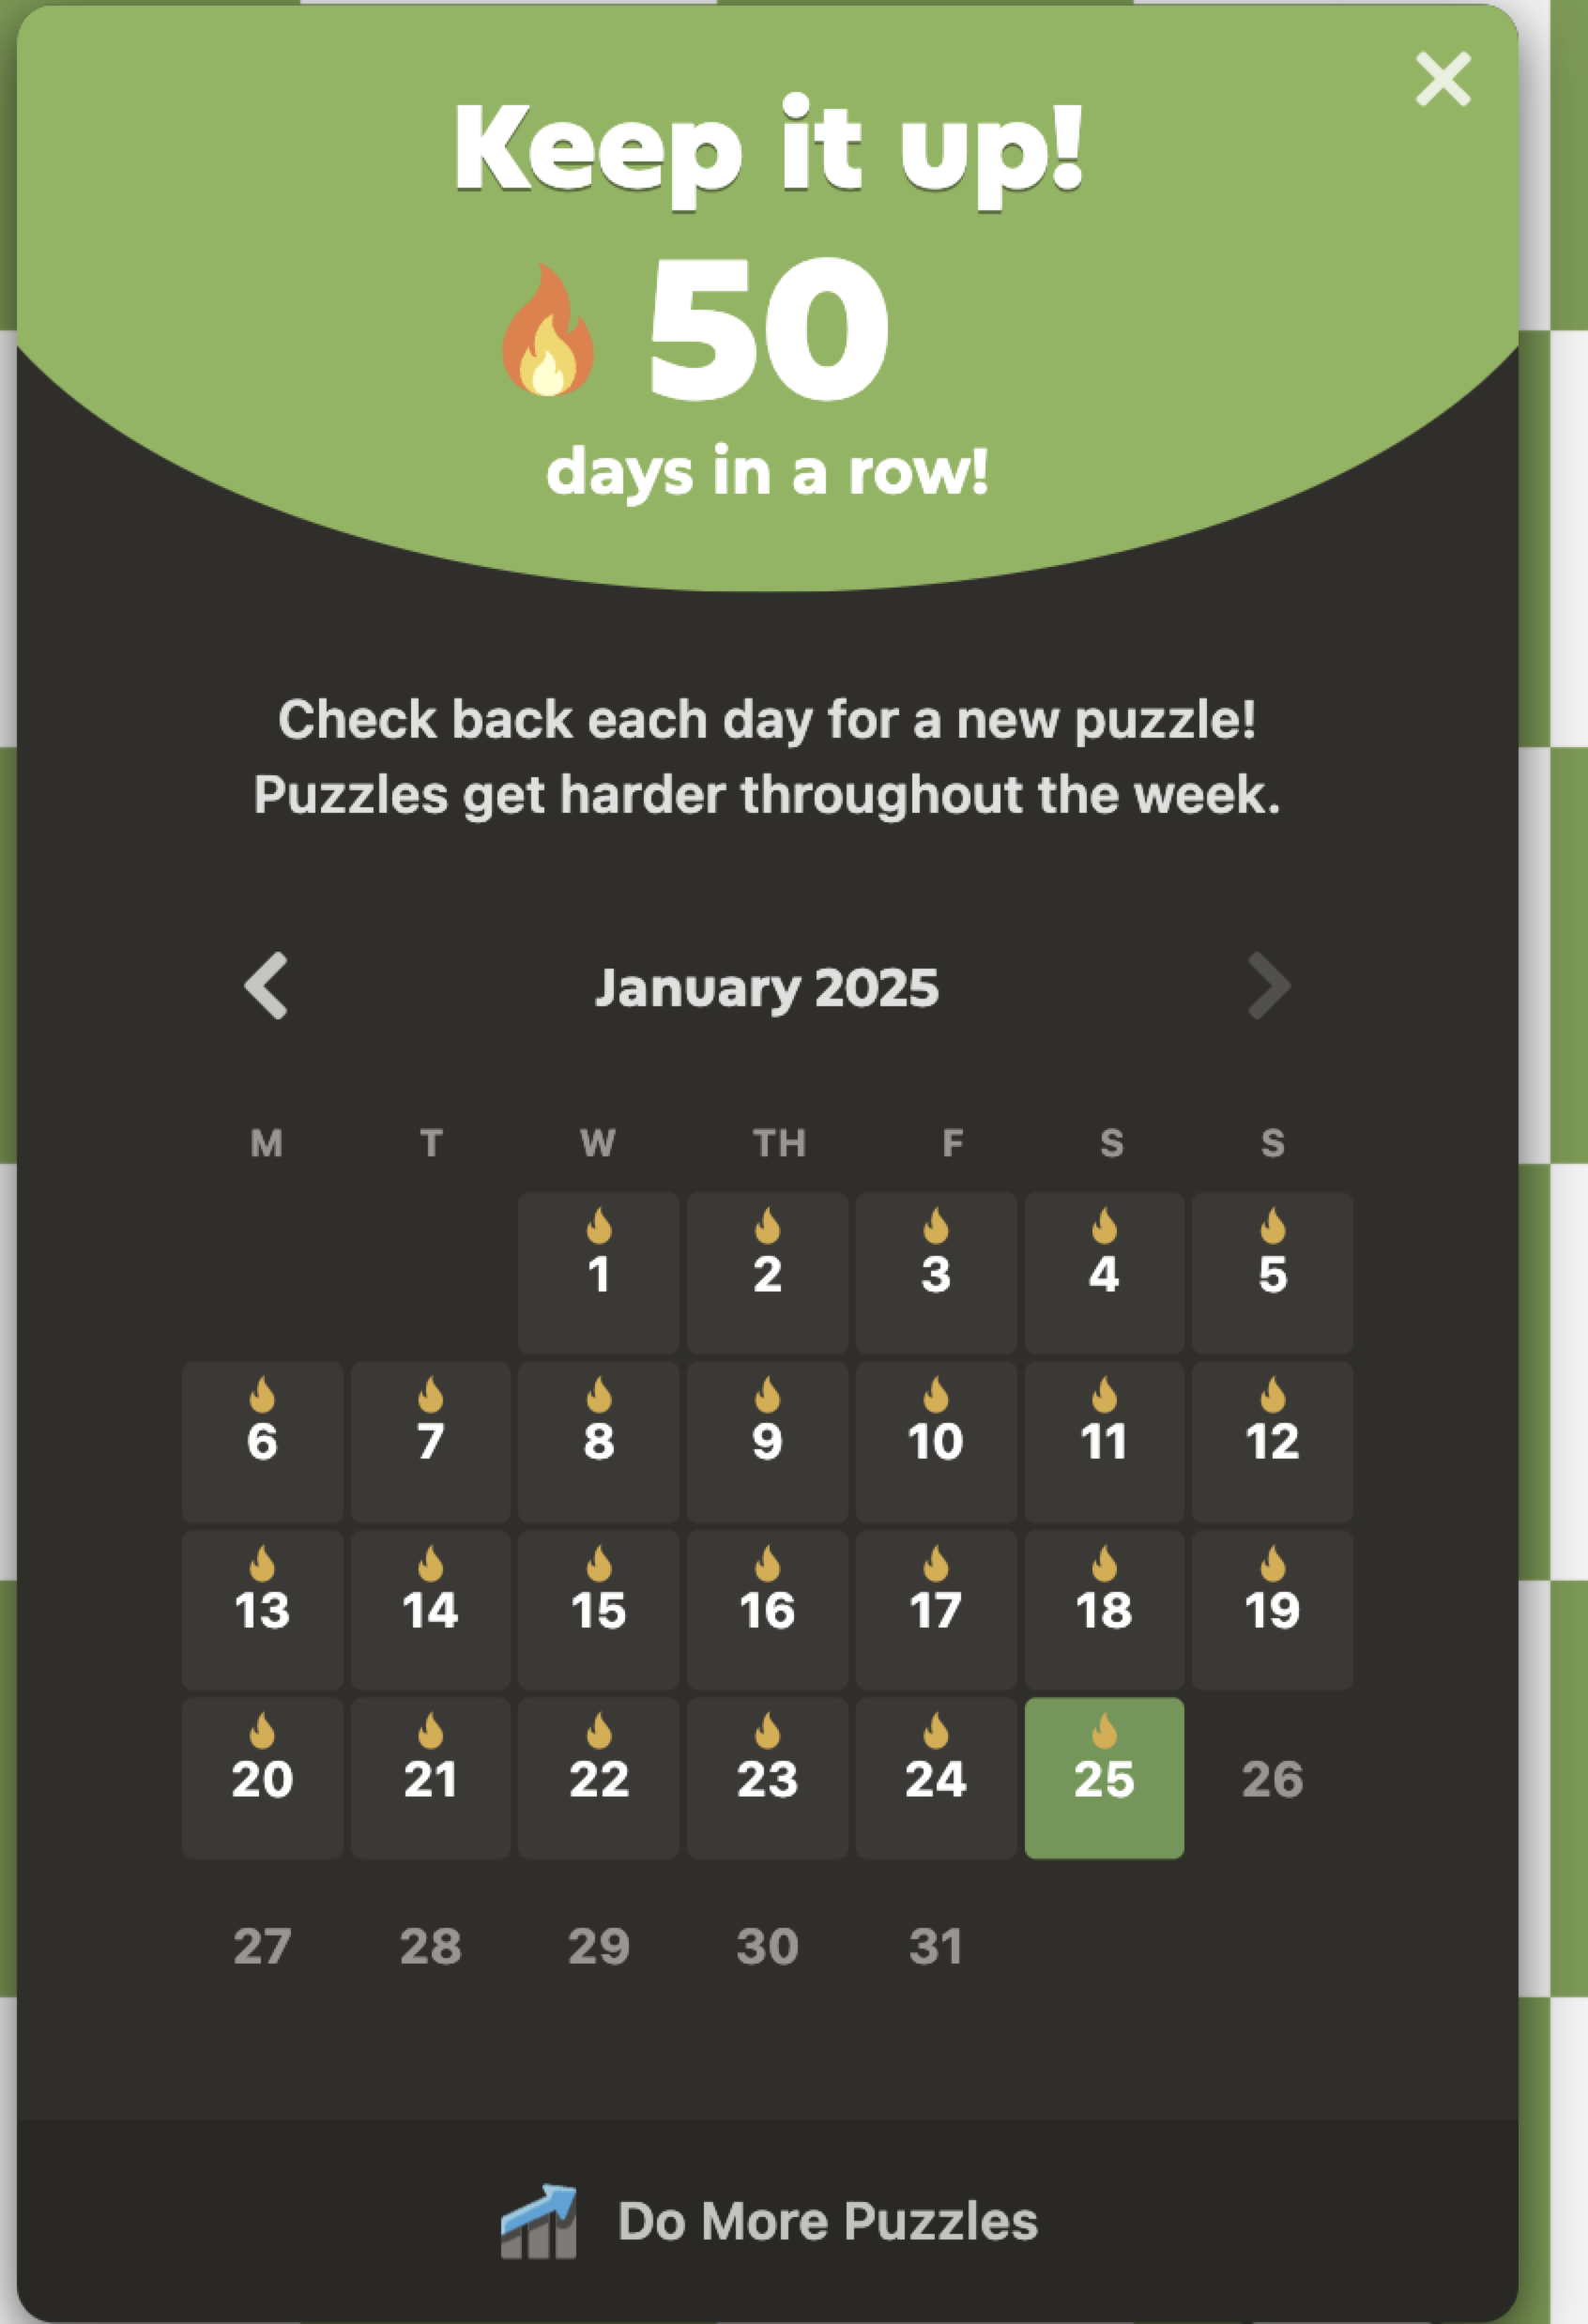 Keep it up!
50
days in a row!
Check back each day for a new puzzle!
Puzzles get harder throughout the week.
January 2025
M T W TH F S S
1 2 3 4 5
6 7 8 9 10 11 12
13 14 15 16 17 18 19
20 21 22 23 24 25 26
27 28 29 30 31
Do More Puzzles